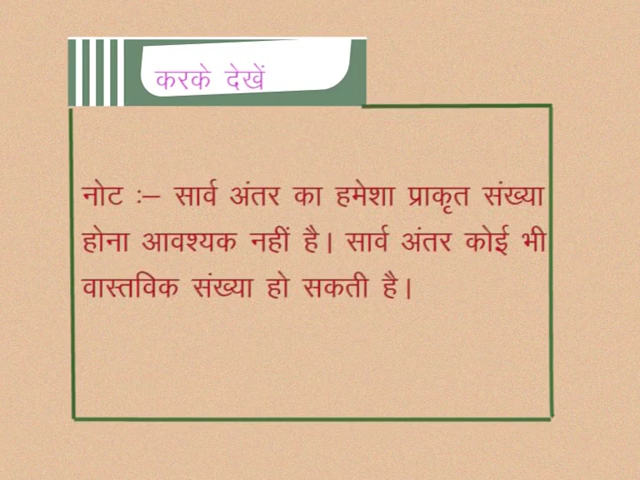 करके देखें
नोट :– सार्व अंतर का हमेशा प्राकृत संख्या
होना आवश्यक नहीं है। सार्व अंतर कोई भी
वास्तविक संख्या हो सकती है।